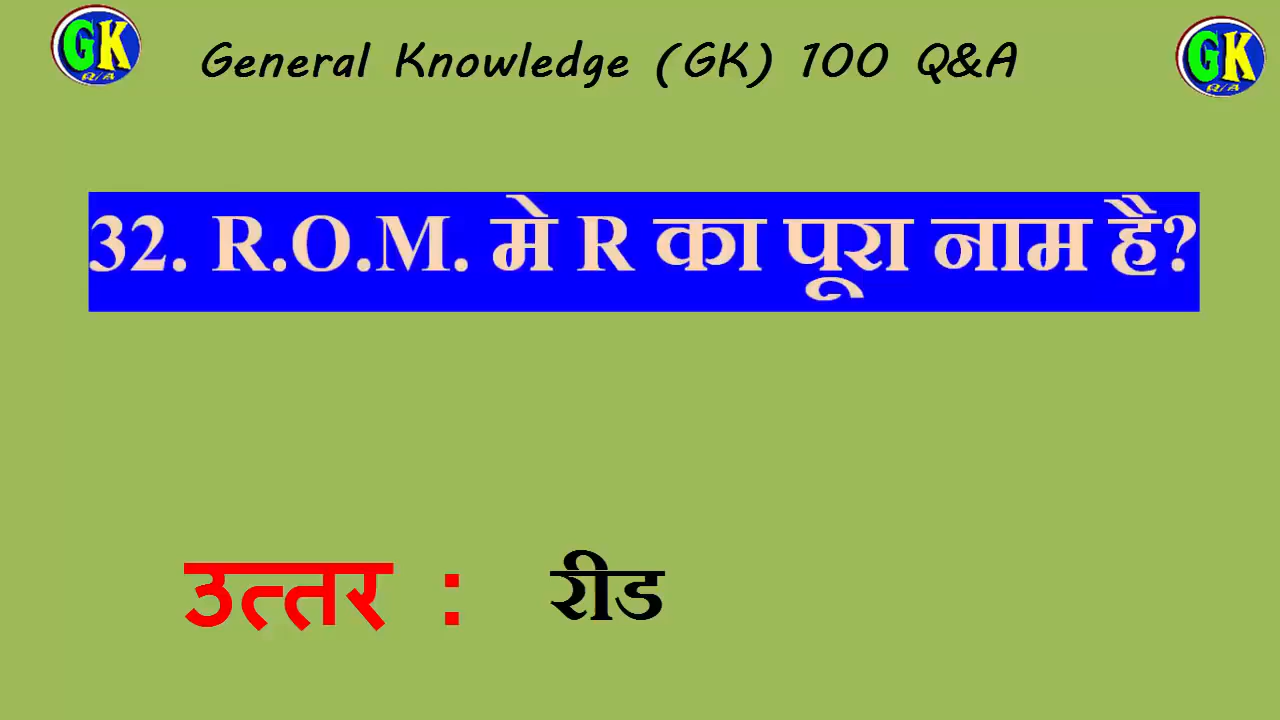 GK
Q/A
General Knowledge (GK) 100 Q&A
GK
Q/A
32. R.O.M. मे R का पूरा नाम है?
उत्तर : रीड